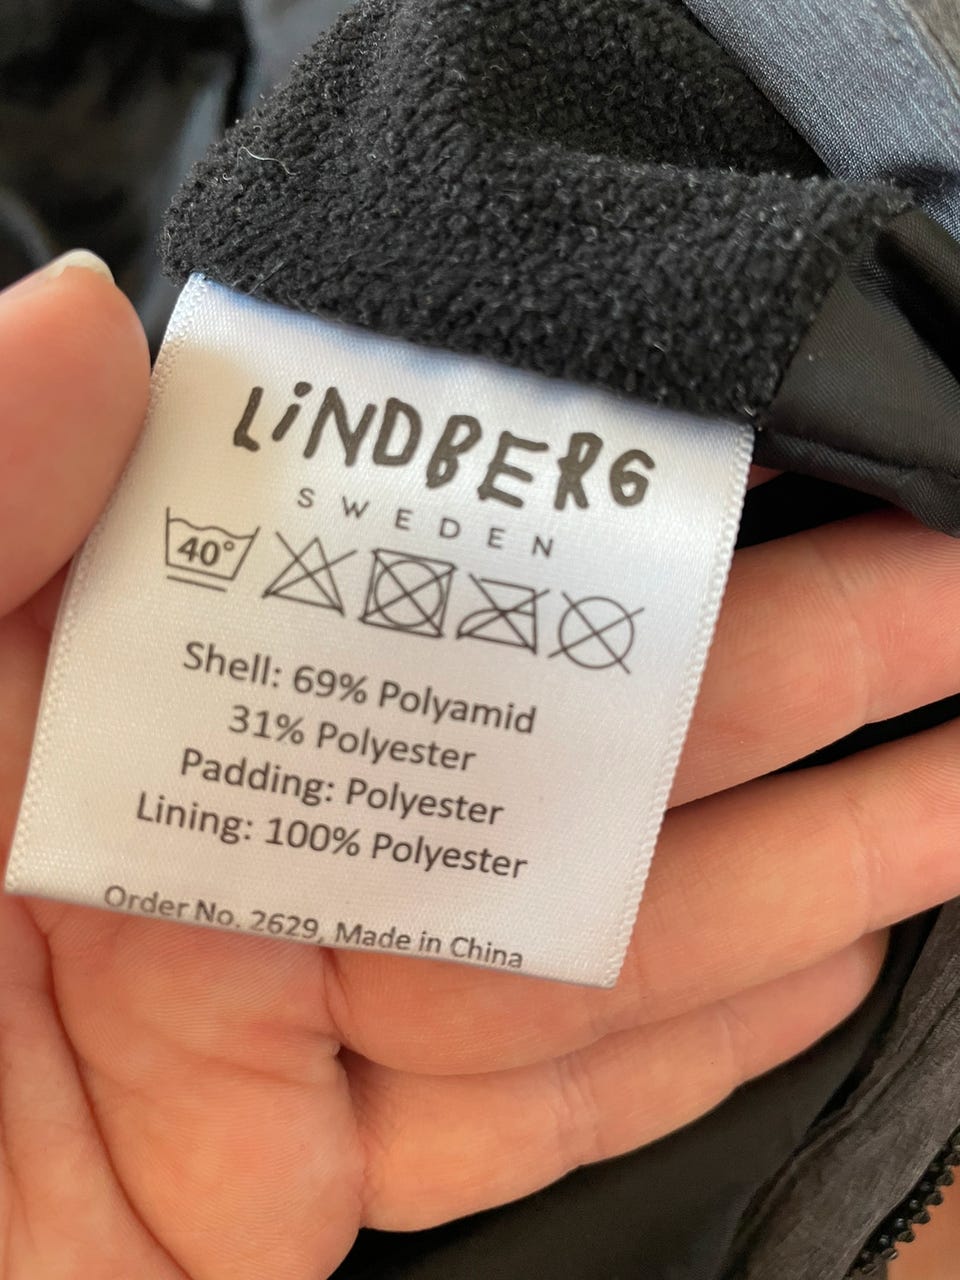 LiNDBERG
SWEDEN
40°
Shell: 69% Polyamid
31% Polyester
Padding: Polyester
Lining: 100% Polyester
Order No. 2629, Made in China